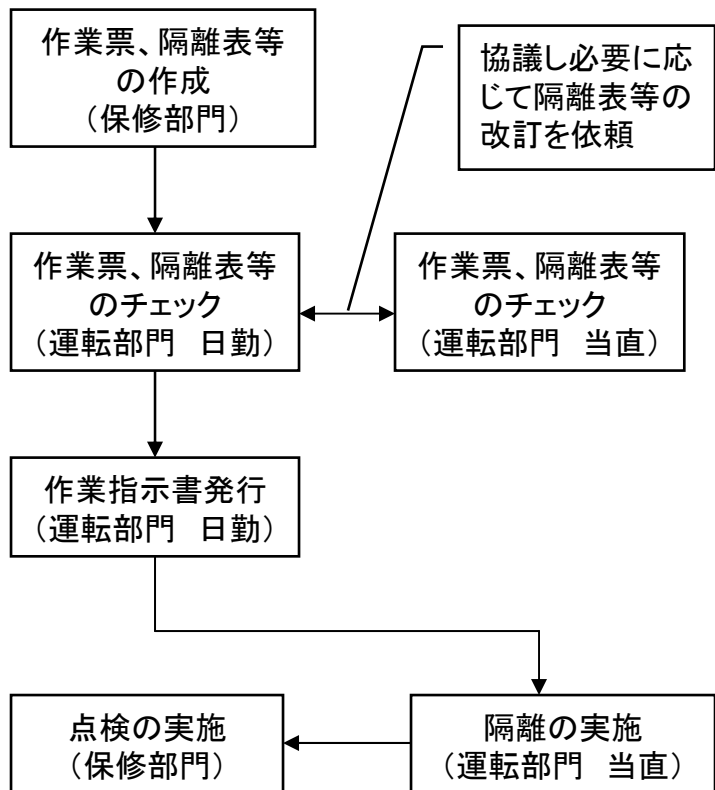 作業票、隔離表等
の作成
（保修部門）
協議し必要に応
じて隔離表等の
改訂を依頼
作業票、隔離表等
のチェック
（運転部門　日勤）
作業票、隔離表等
のチェック
（運転部門　当直）
作業指示書発行
（運転部門　日勤）
点検の実施
（保修部門）
隔離の実施
（運転部門　当直）